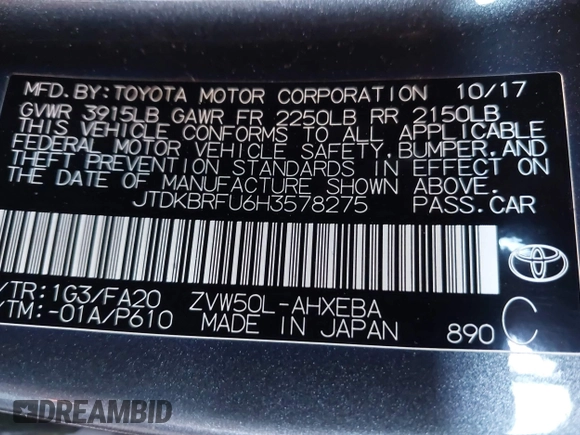 MFD. BY: TOYOTA MOTOR CORPORATION 10/17
GVWR 3915LB GAWR FR 2250LB RR 2150LB
THIS VEHICLE CONFORMS TO ALL APPLICABLE
FEDERAL MOTOR VEHICLE SAFETY, BUMPER, AND
THEFT PREVENTION STANDARDS IN EFFECT ON
THE DATE OF MANUFACTURE SHOWN ABOVE.
JTDKBRFU6H3578275 PASS.CAR
/TR: 1G3/FA20 ZVW50L-AHXEBA
/TM: -01A/P610 MADE IN JAPAN 890 C
DREAMBID